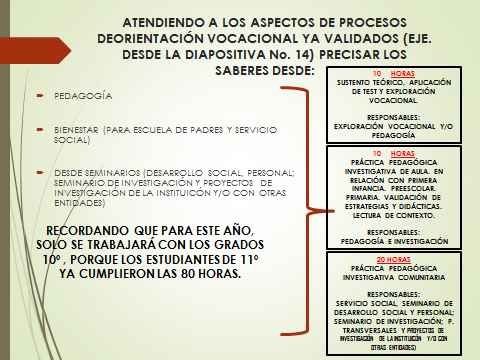 ATENDIENDO A LOS ASPECTOS DE PROCESOS
DEORIENTACIÓN VOCACIONAL YA VALIDADOS (EJE.
DESDE LA DIAPOSITIVA No. 14) PRECISAR LOS
SABERES DESDE:
PEDAGOGÍA
BIENESTAR (PARA ESCUELA DE PADRES Y SERVICIO
SOCIAL)
DESDE SEMINARIOS (DESARROLLO SOCIAL, PERSONAL;
SEMINARIO DE INVESTIGACIÓN Y PROYECTOS DE
INVESTIGACIÓN DE LA INSTITUICÓN Y/O CON OTRAS
ENTIDADES)
RECORDANDO QUE PARA ESTE AÑO,
SOLO SE TRABAJARÁ CON LOS GRADOS
10º , PORQUE LOS ESTUDIANTES DE 11º
YA CUMPLIERON LAS 80 HORAS.
10 HORAS
SUSTENTO TEÓRICO, APLICACIÓN
DE TEST Y EXPLORACIÓN
VOCACIONAL.
RESPONSABLES:
EXPLORACIÓN VOCACIONAL Y/O
PEDAGOGÍA
10 HORAS
PRÁCTICA PEDAGÓGICA
INVESTIGATIVA DE AULA. EN
RELACIÓN CON PRIMERA
INFANCIA. PREESCOLAR.
PRIMARIA. VALIDACIÓN DE
ESTRATEGIAS Y DIDÁCTICAS.
LECTURA DE CONTEXTO.
RESPONSABLES:
PEDAGOGÍA E INVESTIGACIÓN
20 HORAS
PRÁCTICA PEDAGÓGICA
INVESTIGATIVA COMUNITARIA
RESPONSABLES:
SERVICIO SOCIAL, SEMINARIO DE
DESARROLLO SOCIAL Y PERSONAL;
SEMINARIO DE INVESTIGACIÓN; P.
TRANSVERSALES Y PROYECTOS DE
INVESTIGACIÓN DE LA INSTITUICÓN Y/O CON
OTRAS ENTIDADES)